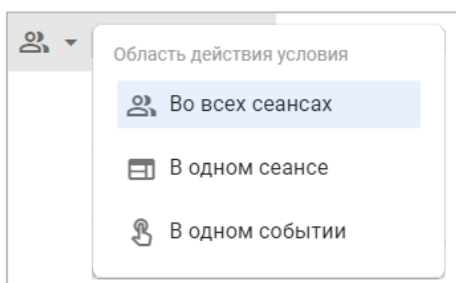 Область действия условия
Во всех сеансах
В одном сеансе
В одном событии